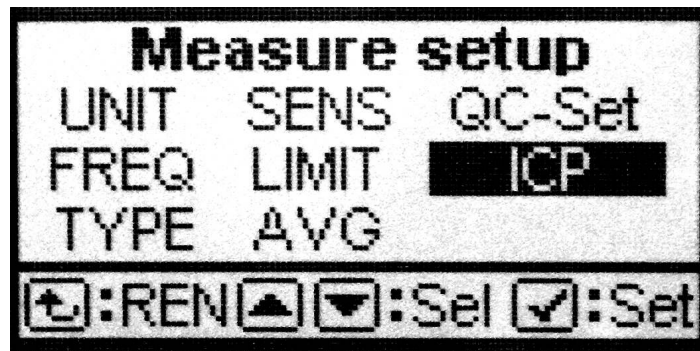 Measure setup
UNIT SENS QC-Set
FREQ LIMIT ICP
TYPE AVG
:REN :Sel :Set